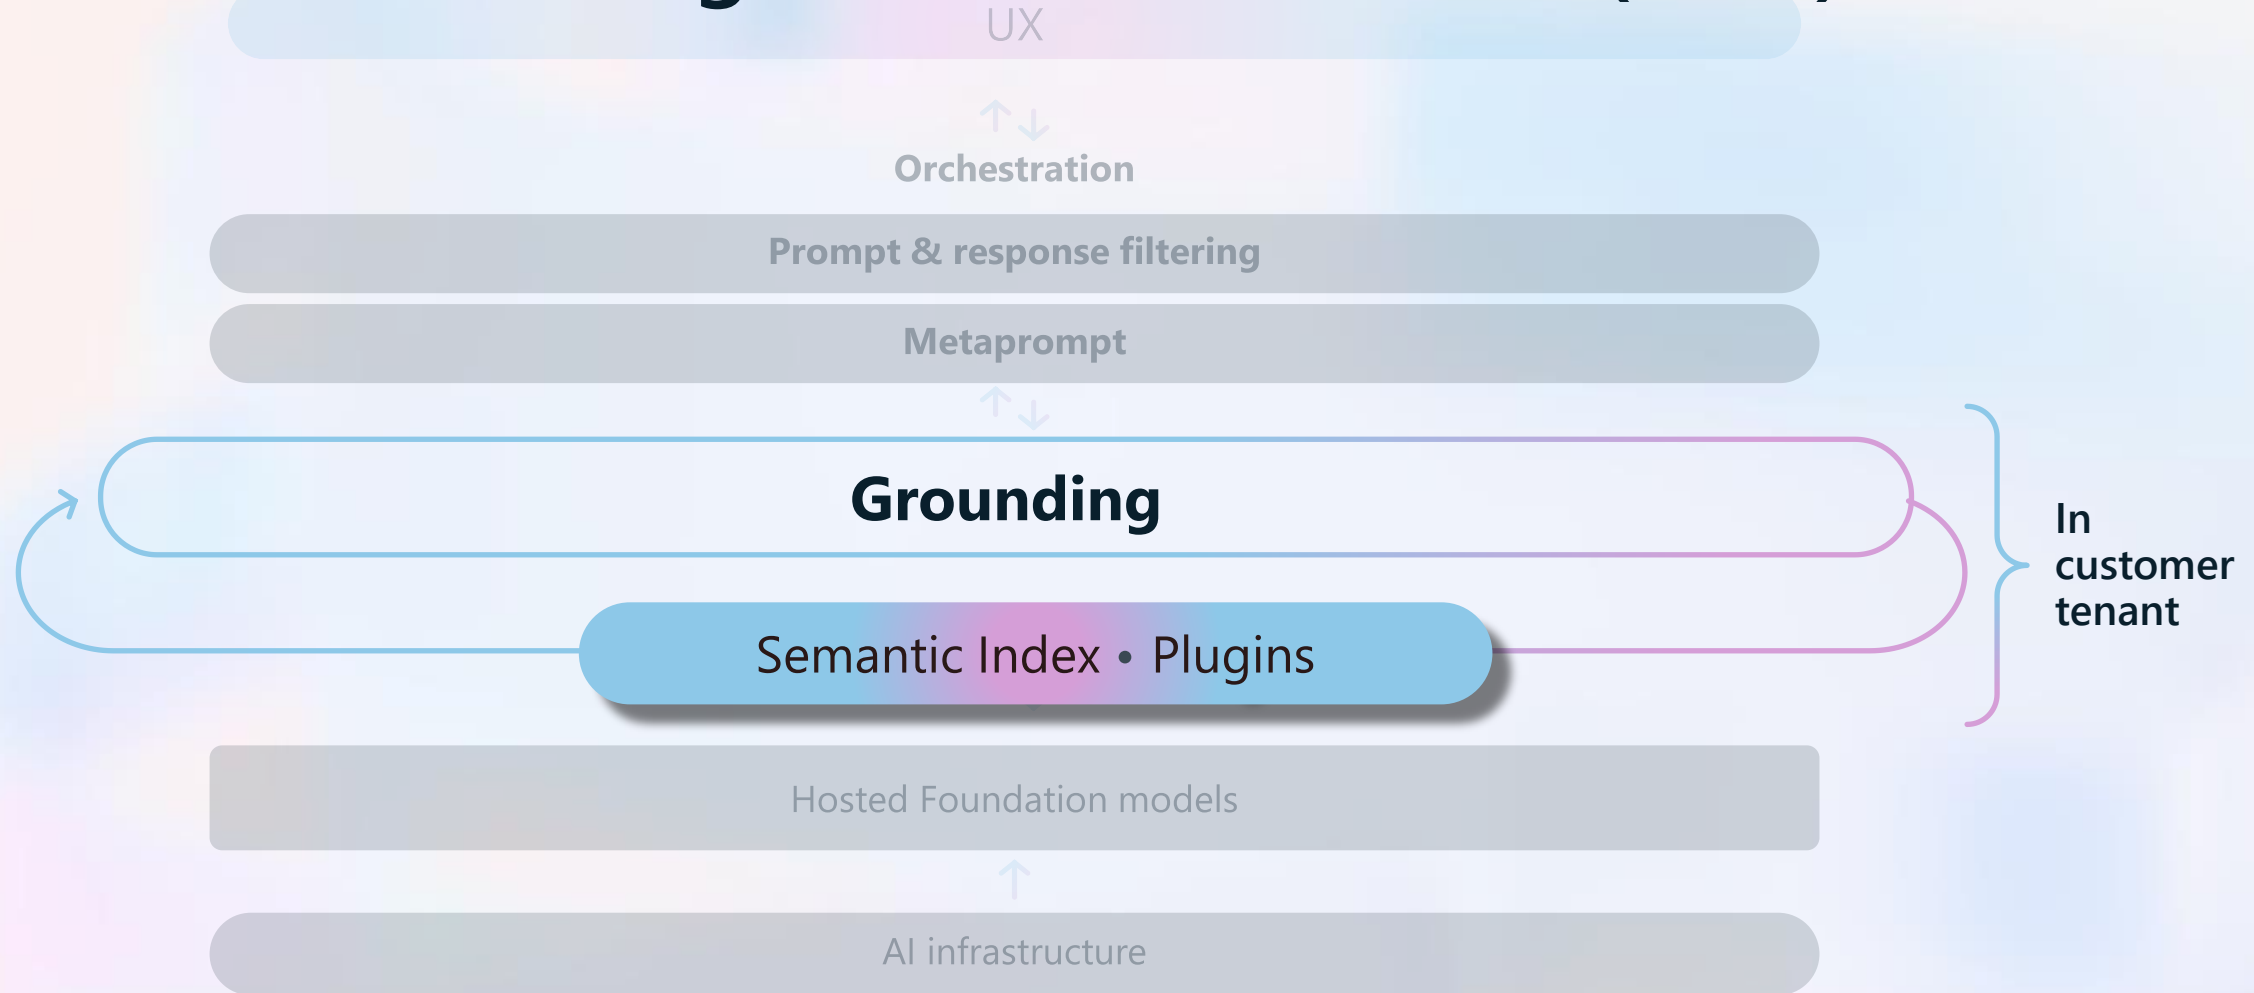 UX
Orchestration
Prompt & response filtering
Metaprompt
Grounding
In
customer
tenant
Semantic Index • Plugins
Hosted Foundation models
AI infrastructure